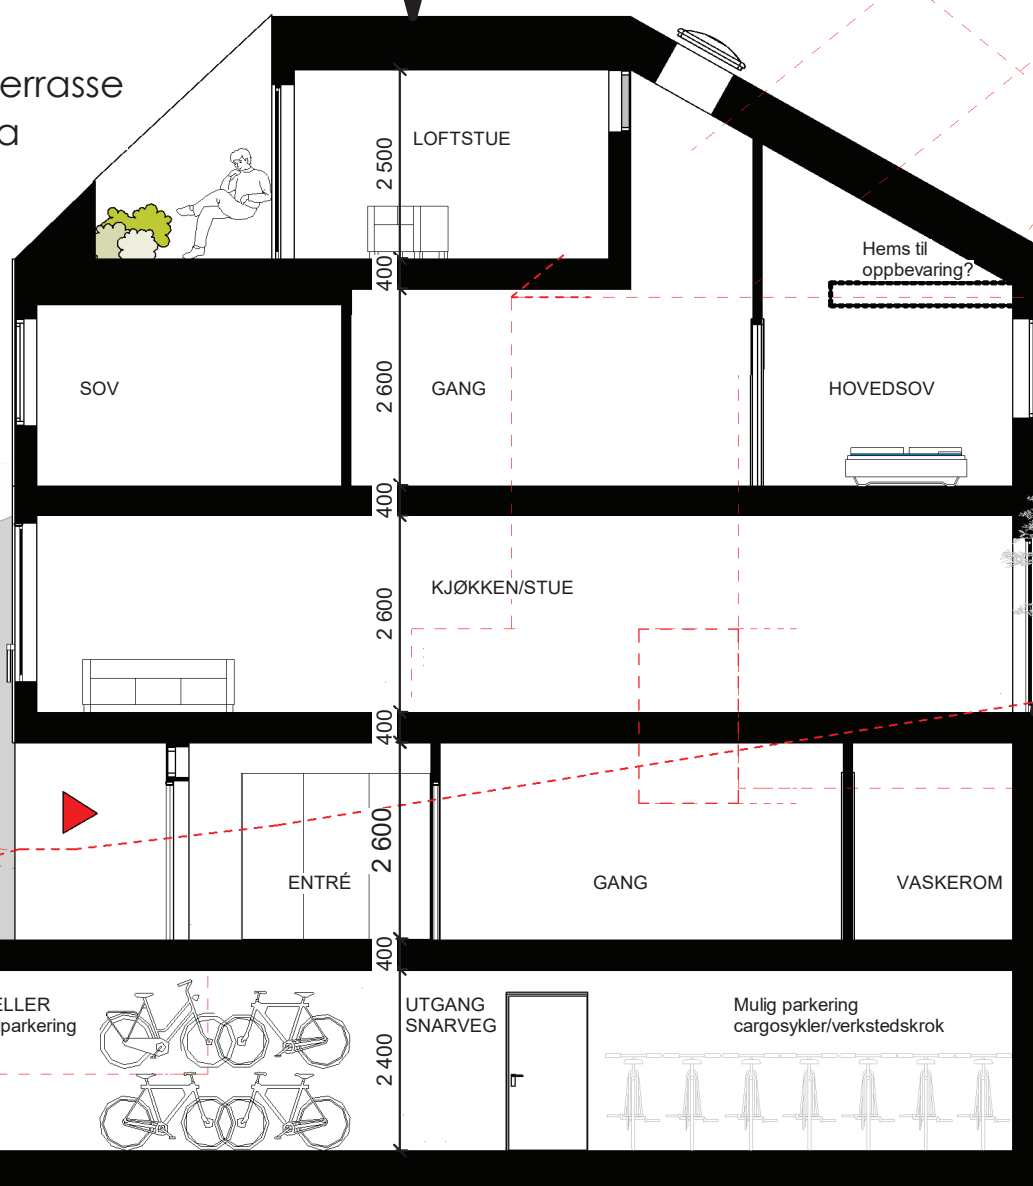 errasse
a
LOFTSTUE
2 500
Hems til
oppbevaring?
400
SOV
2 600
GANG
HOVEDSOV
400
KJØKKEN/STUE
2 600
400
2 600
ENTRÉ
GANG
VASKEROM
400
ELLER
lparkering
UTGANG
SNARVEG
Mulig parkering
cargosykler/verkstedskrok
2 400